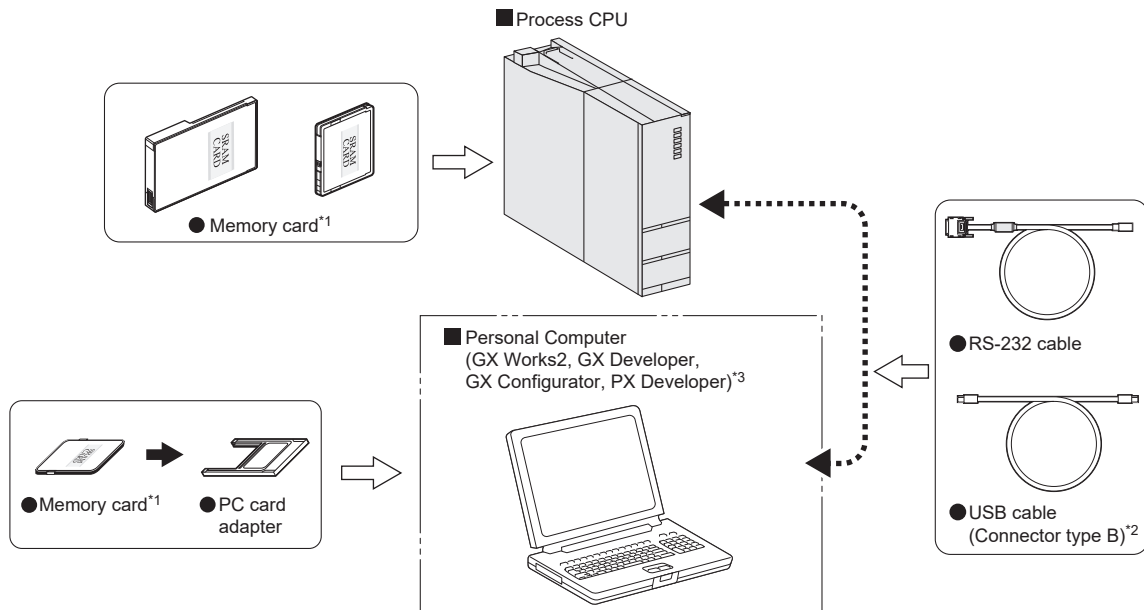 ■Process CPU
SRAM
CARD
SRAM
CARD
●Memory card*1
●RS-232 cable
●USB cable
(Connector type B)*2
■Personal Computer
(GX Works2, GX Developer,
GX Configurator, PX Developer)*3
●Memory card*1
●PC card
adapter